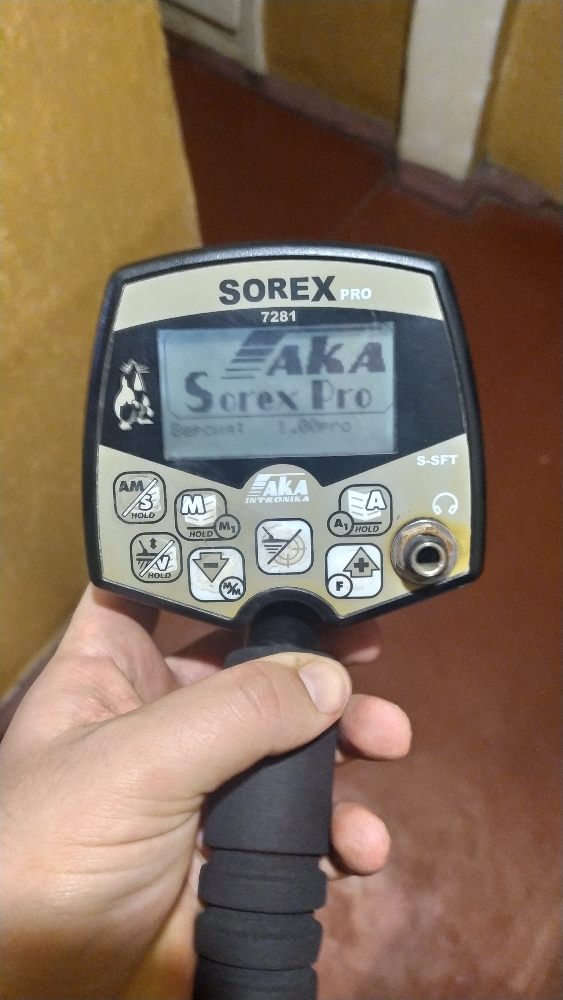 SOREX PRO
7281
AKA
Sorex Pro
Версия: 1.00pro
S-SFT
AM S HOLD
M M1 HOLD
AKA
INTRONIKA
A A1 HOLD
V HOLD
- N/M
+ F